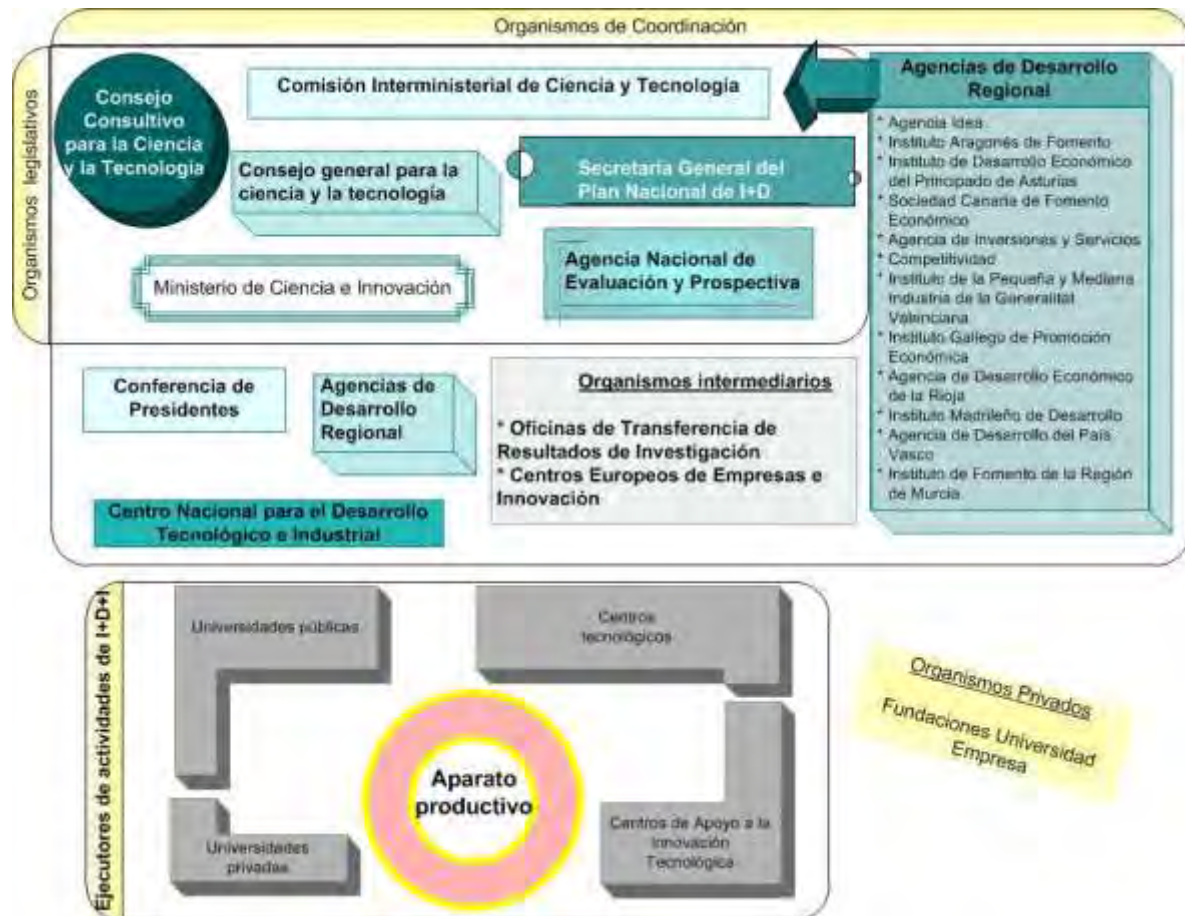 Organismos de Coordinación
Organismos legislativos
Consejo
Consultivo
para la Ciencia
y la Tecnología
Comisión Interministerial de Ciencia y Tecnología
Consejo general para la
ciencia y la tecnología
Secretaría General del
Plan Nacional de I+D
Ministerio de Ciencia e Innovación
Agencia Nacional de
Evaluación y Prospectiva
Agencias de Desarrollo
Regional
* Agencia Idea
* Instituto Aragonés de Fomento
* Instituto de Desarrollo Económico
del Principado de Asturias
* Sociedad Canaria de Fomento
Económico
* Agencia de Inversiones y Servicios
* Competitividad
* Instituto de la Pequeña y Mediana
Industria de la Generalitat
Valenciana
* Instituto Gallego de Promoción
Económica
* Agencia de Desarrollo Económico
de la Rioja
* Instituto Madrileño de Desarrollo
* Agencia de Desarrollo del País
Vasco
* Instituto de Fomento de la Región
de Murcia
Conferencia de
Presidentes
Agencias de
Desarrollo
Regional
Organismos intermediarios
* Oficinas de Transferencia de
Resultados de Investigación
* Centros Europeos de Empresas e
Innovación
Centro Nacional para el Desarrollo
Tecnológico e Industrial
Ejecutores de actividades de I+D+I
Universidades públicas
Centros
tecnológicos
Aparato
productivo
Universidades
privadas
Centros de Apoyo a la
Innovación
Tecnológica
Organismos Privados
Fundaciones Universidad
Empresa